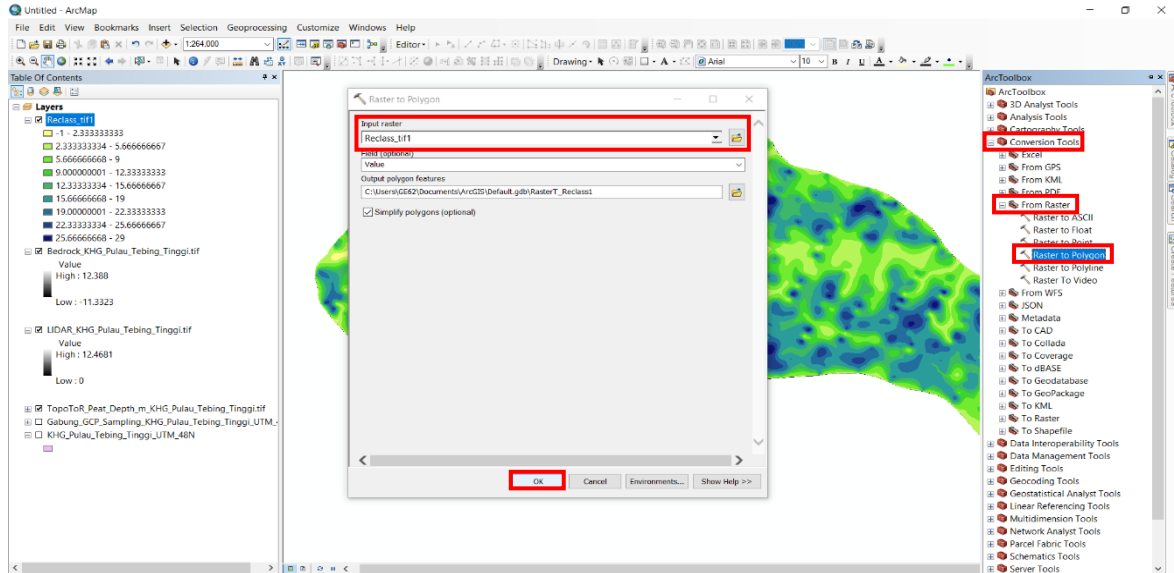 Untitled - ArcMap
File Edit View Bookmarks Insert Selection Geoprocessing Customize Windows Help
1:264.000
Editor
Drawing
Arial
10
B I U A
Table Of Contents
Layers
Reclass_tif1
-1 - 2.333333333
2.333333334 - 5.666666667
5.666666668 - 9
9.000000001 - 12.33333333
12.33333334 - 15.66666667
15.66666668 - 19
19.00000001 - 22.33333333
22.33333334 - 25.66666667
25.66666668 - 29
Bedrock_KHG_Pulau_Tebing_Tinggi.tif
Value
High : 12.388
Low : -11.3323
LIDAR_KHG_Pulau_Tebing_Tinggi.tif
Value
High : 12.4681
Low : 0
TopoToR_Peat_Depth_m_KHG_Pulau_Tebing_Tinggi.tif
Gabung_GCP_Sampling_KHG_Pulau_Tebing_Tinggi_UTM_
KHG_Pulau_Tebing_Tinggi_UTM_48N
Raster to Polygon
Input raster
Reclass_tif1
Field (optional)
Value
Output polygon features
C:\Users\GE62\Documents\ArcGIS\Default.gdb\RasterT_Reclass1
Simplify polygons (optional)
OK
Cancel
Environments...
Show Help >>
ArcToolbox
ArcToolbox
3D Analyst Tools
Analysis Tools
Cartography Tools
Conversion Tools
Excel
From GPS
From KML
From PDF
From Raster
Raster to ASCII
Raster to Float
Raster to Point
Raster to Polygon
Raster to Polyline
Raster To Video
From WFS
JSON
Metadata
To CAD
To Collada
To Coverage
To dBASE
To Geodatabase
To GeoPackage
To KML
To Raster
To Shapefile
Data Interoperability Tools
Data Management Tools
Editing Tools
Geocoding Tools
Geostatistical Analyst Tools
Linear Referencing Tools
Multidimension Tools
Network Analyst Tools
Parcel Fabric Tools
Schematics Tools
Server Tools